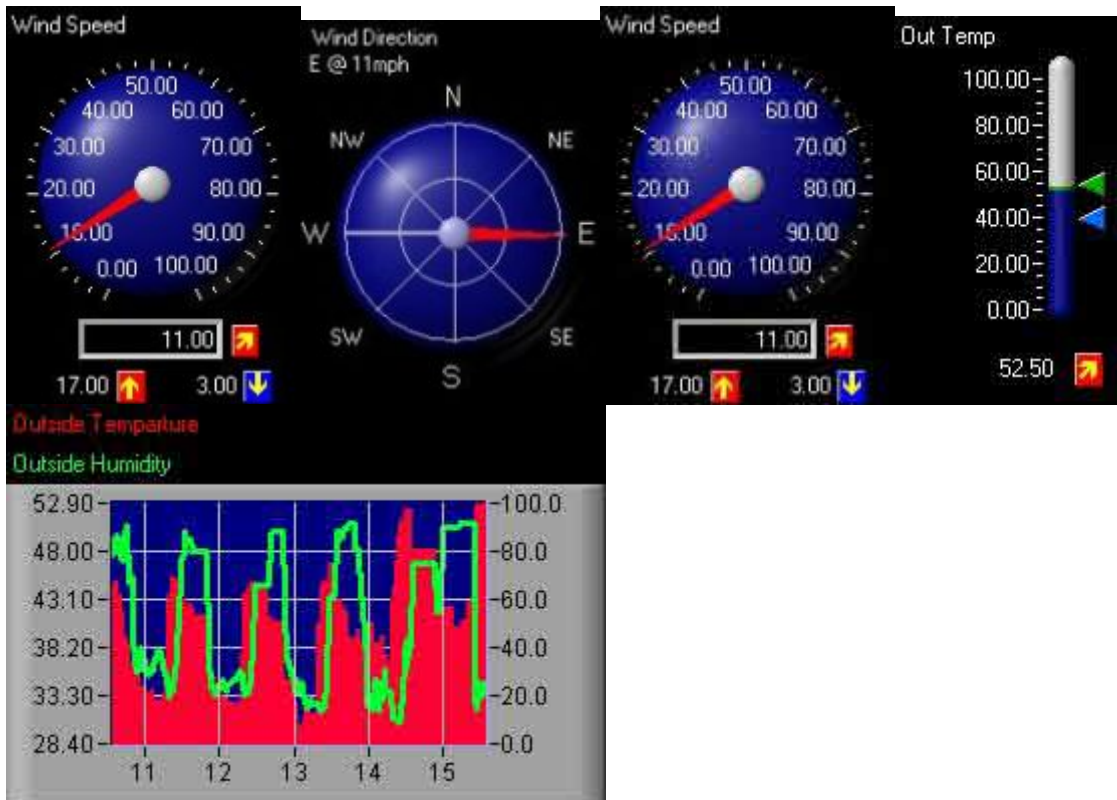 Wind Speed
50.00
40.00 60.00
30.00 70.00
20.00 80.00
10.00 90.00
0.00 100.00
11.00
17.00 3.00
Wind Direction
E @ 11mph
N
NW NE
W E
SW SE
S
Wind Speed
50.00
40.00 60.00
30.00 70.00
20.00 80.00
10.00 90.00
0.00 100.00
11.00
17.00 3.00
Out Temp
100.00
80.00
60.00
40.00
20.00
0.00
52.50
Outside Temparture
Outside Humidity
52.90 100.0
48.00 80.0
43.10 60.0
38.20 40.0
33.30 20.0
28.40 0.0
11 12 13 14 15